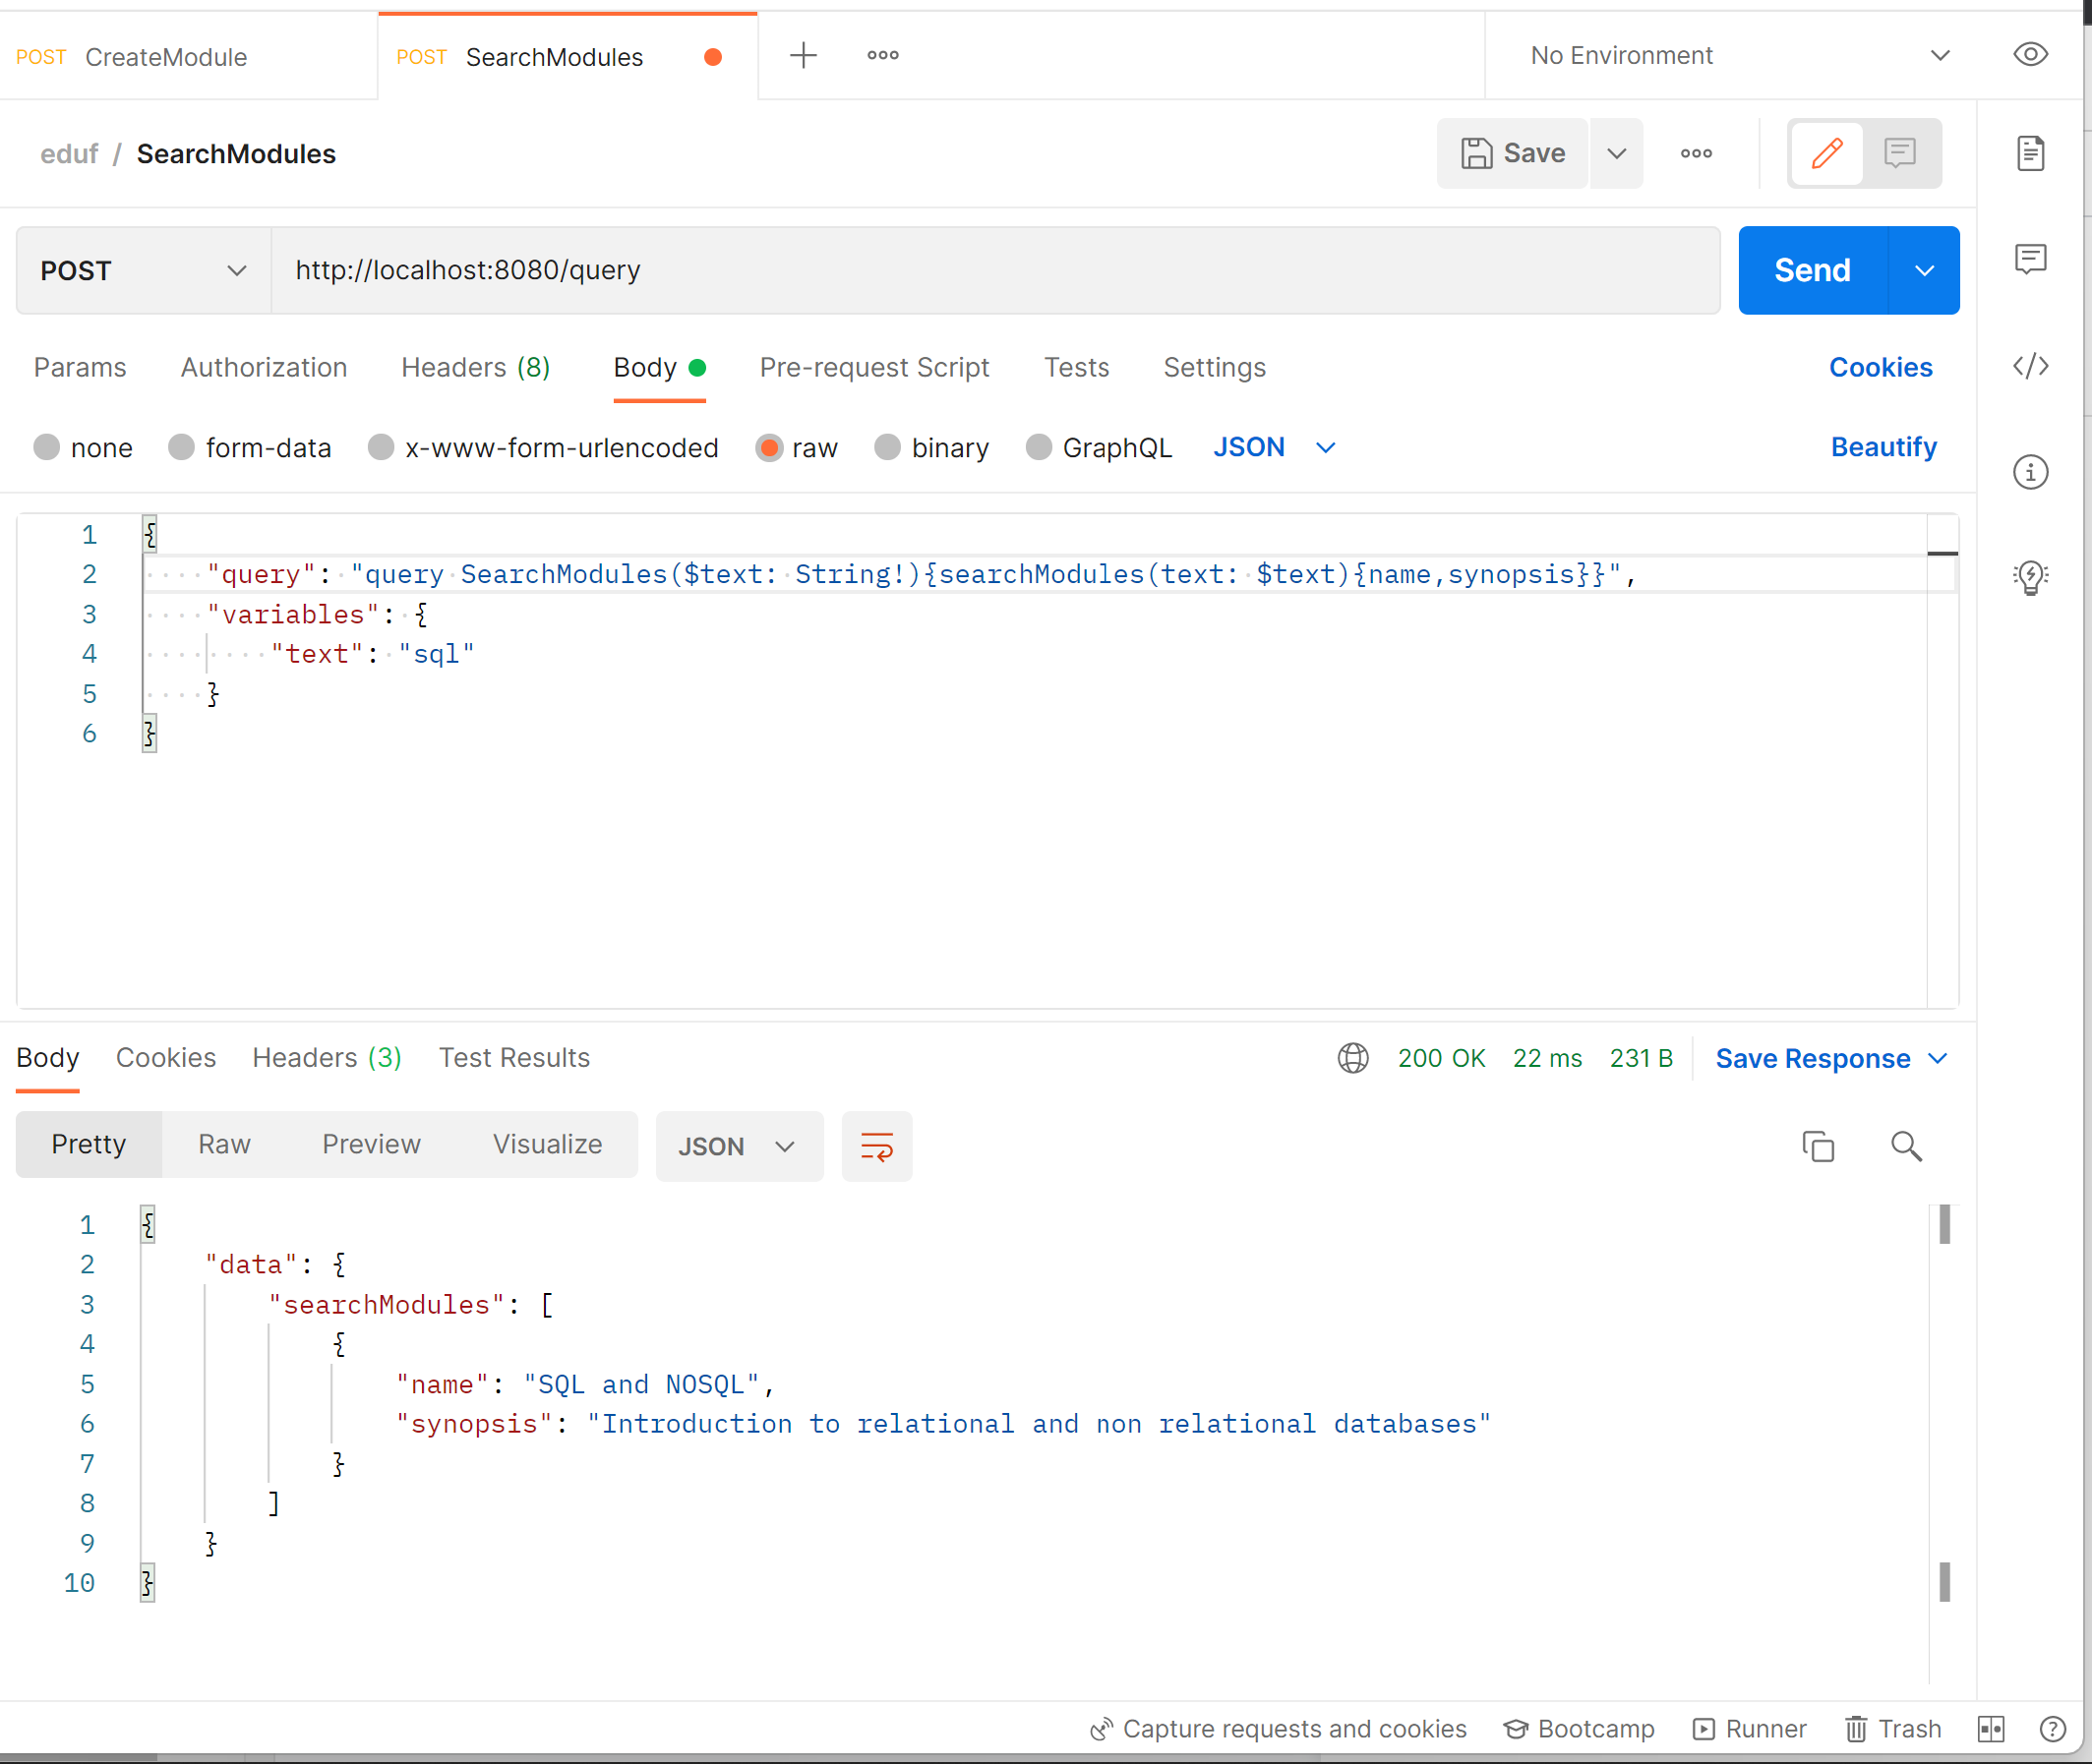 POST CreateModule POST SearchModules No Environment
eduf / SearchModules Save
POST http://localhost:8080/query Send
Params Authorization Headers (8) Body Pre-request Script Tests Settings Cookies
none form-data x-www-form-urlencoded raw binary GraphQL JSON Beautify
1 {
2 "query": "query SearchModules($text: String!){searchModules(text: $text){name,synopsis}}",
3 "variables": {
4 "text": "sql"
5 }
6 }
Body Cookies Headers (3) Test Results 200 OK 22 ms 231 B Save Response
Pretty Raw Preview Visualize JSON
1 {
2 "data": {
3 "searchModules": [
4 {
5 "name": "SQL and NOSQL",
6 "synopsis": "Introduction to relational and non relational databases"
7 }
8 ]
9 }
10 }
Capture requests and cookies Bootcamp Runner Trash